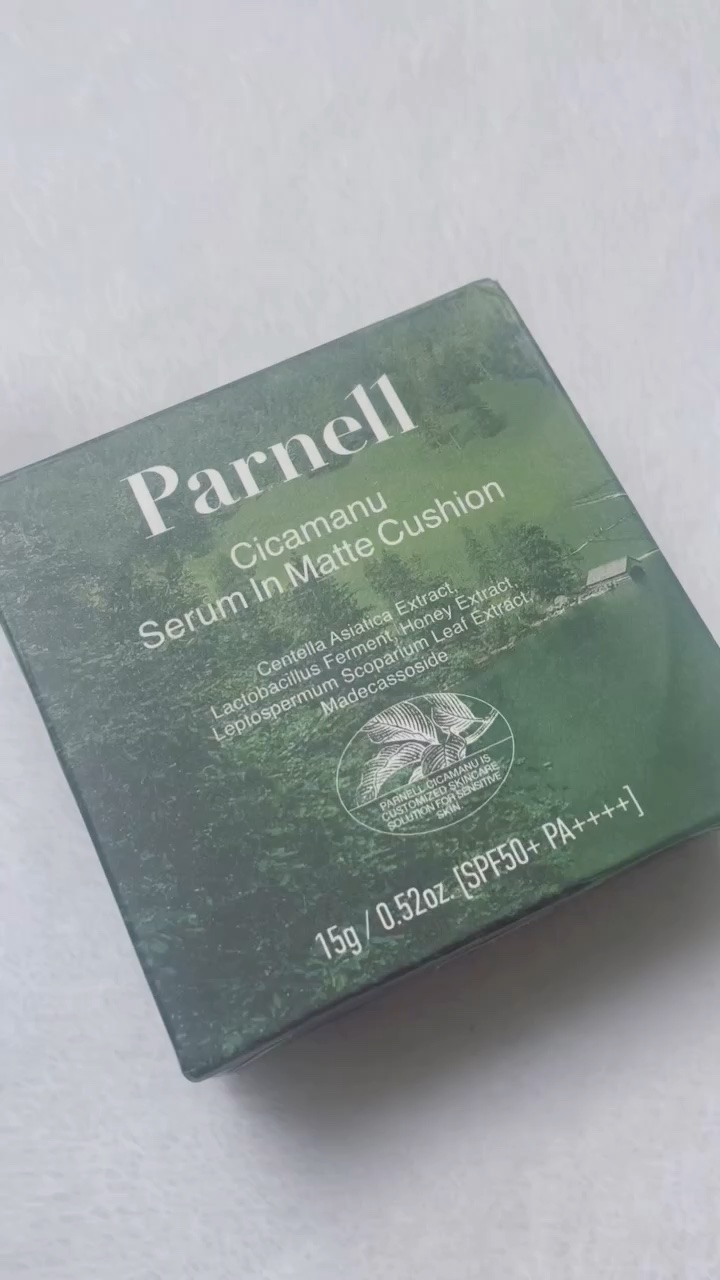 Parnell
Cicamanu
Serum In Matte Cushion
Centella Asiatica Extract,
Lactobacillus Ferment, Honey Extract,
Leptospermum Scoparium Leaf Extract,
Madecassoside
PARNELL CICAMANU IS
CUSTOMIZED SKINCARE
SOLUTION FOR SENSITIVE
SKIN
15g / 0.52oz. [SPF50+ PA++++]